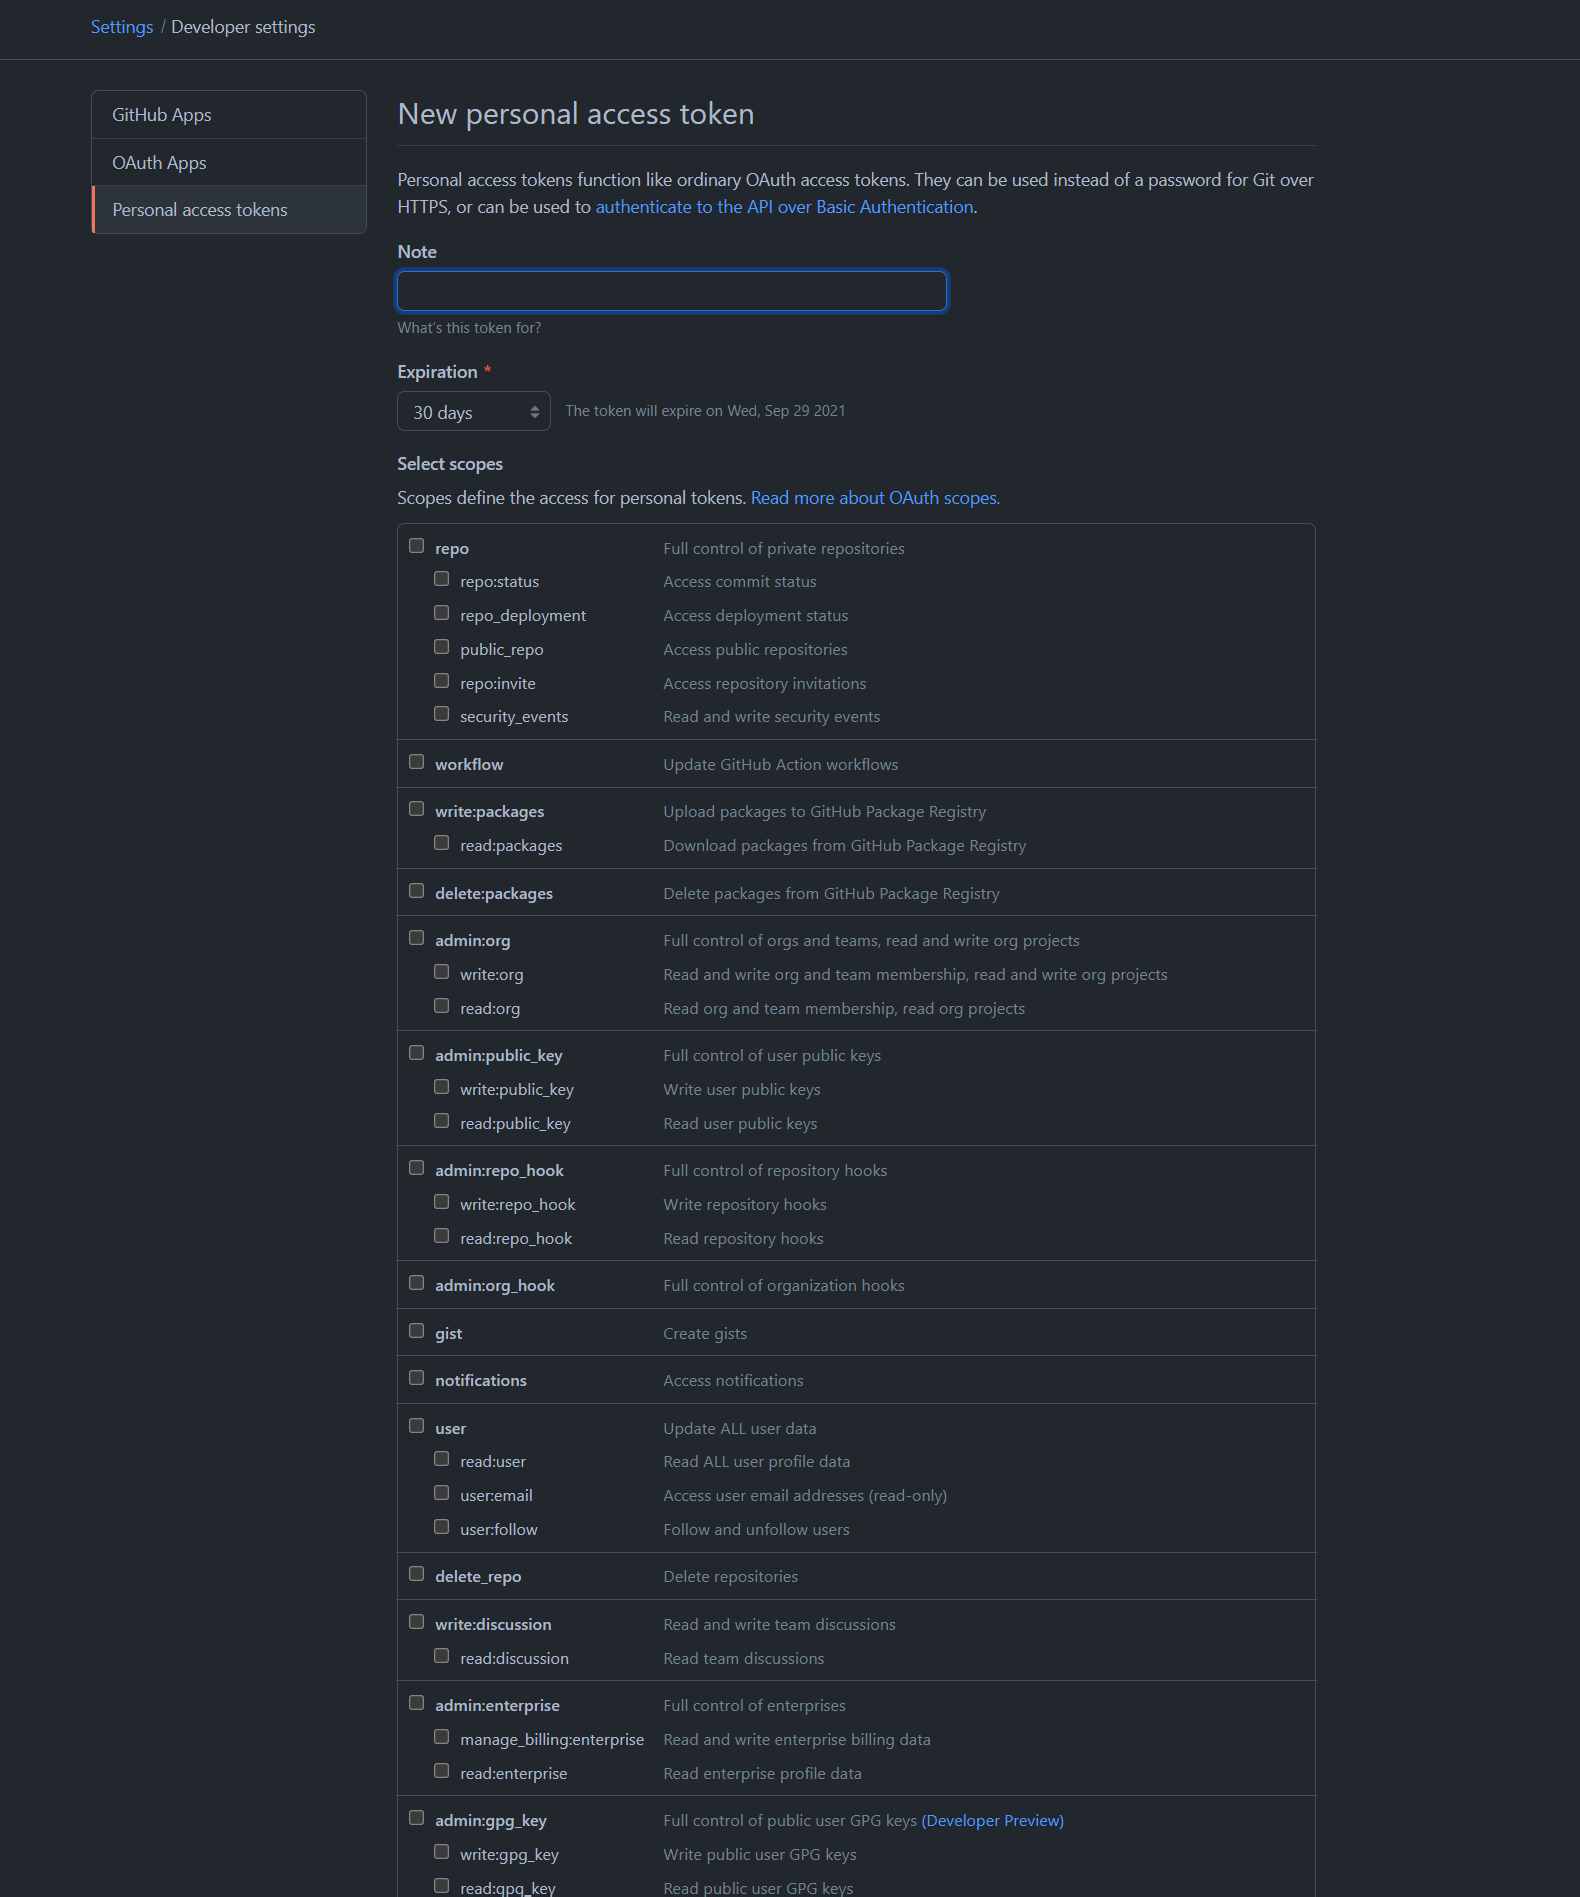 Settings / Developer settings
GitHub Apps
OAuth Apps
Personal access tokens
New personal access token
Personal access tokens function like ordinary OAuth access tokens. They can be used instead of a password for Git over
HTTPS, or can be used to authenticate to the API over Basic Authentication.
Note
What's this token for?
Expiration *
30 days The token will expire on Wed, Sep 29 2021
Select scopes
Scopes define the access for personal tokens. Read more about OAuth scopes.
repo Full control of private repositories
repo:status Access commit status
repo_deployment Access deployment status
public_repo Access public repositories
repo:invite Access repository invitations
security_events Read and write security events
workflow Update GitHub Action workflows
write:packages Upload packages to GitHub Package Registry
read:packages Download packages from GitHub Package Registry
delete:packages Delete packages from GitHub Package Registry
admin:org Full control of orgs and teams, read and write org projects
write:org Read and write org and team membership, read and write org projects
read:org Read org and team membership, read org projects
admin:public_key Full control of user public keys
write:public_key Write user public keys
read:public_key Read user public keys
admin:repo_hook Full control of repository hooks
write:repo_hook Write repository hooks
read:repo_hook Read repository hooks
admin:org_hook Full control of organization hooks
gist Create gists
notifications Access notifications
user Update ALL user data
read:user Read ALL user profile data
user:email Access user email addresses (read-only)
user:follow Follow and unfollow users
delete_repo Delete repositories
write:discussion Read and write team discussions
read:discussion Read team discussions
admin:enterprise Full control of enterprises
manage_billing:enterprise Read and write enterprise billing data
read:enterprise Read enterprise profile data
admin:gpg_key Full control of public user GPG keys (Developer Preview)
write:gpg_key Write public user GPG keys
read:gpg_key Read public user GPG keys